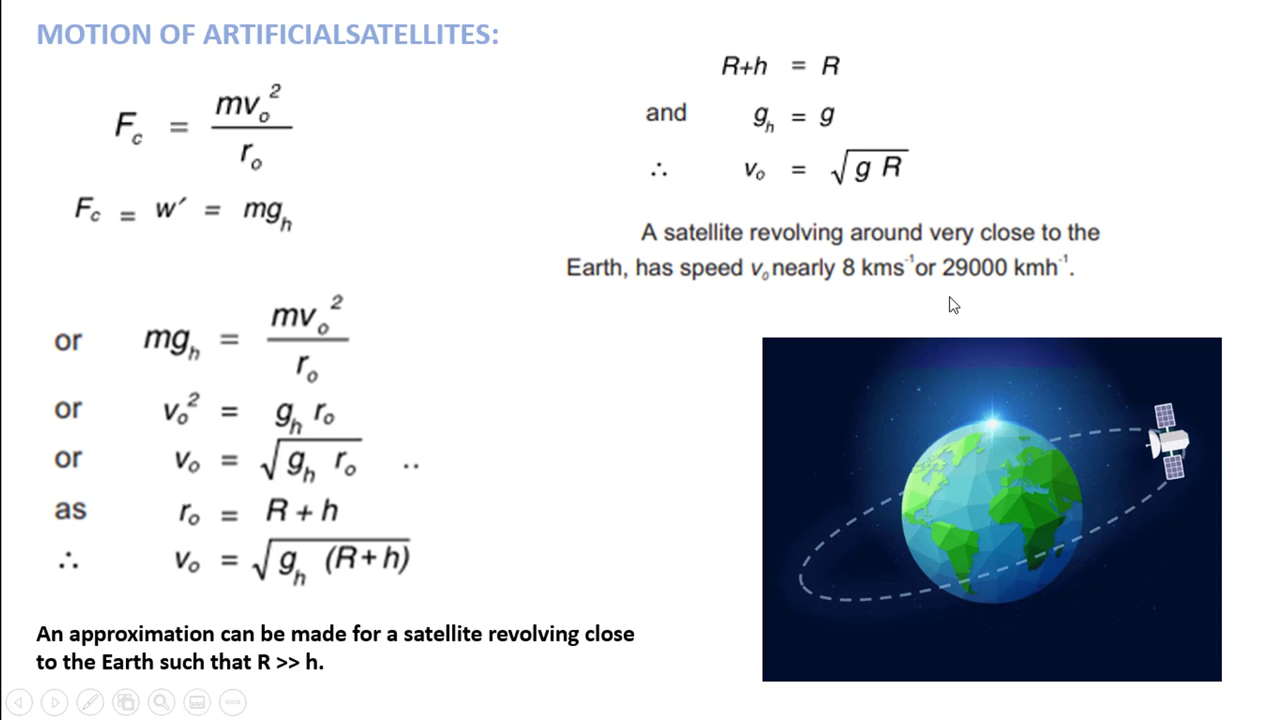 MOTION OF ARTIFICIALSATELLITES:
F_c = mv_o^2 / r_o
F_c = w′ = mg_h
or mg_h = mv_o^2 / r_o
or v_o^2 = g_h r_o
or v_o = √(g_h r_o) ..
as r_o = R + h
∴ v_o = √(g_h (R+h))
An approximation can be made for a satellite revolving close
to the Earth such that R >> h.
R+h = R
and g_h = g
∴ v_o = √(g R)
A satellite revolving around very close to the
Earth, has speed v_o nearly 8 kms^-1 or 29000 kmh^-1.